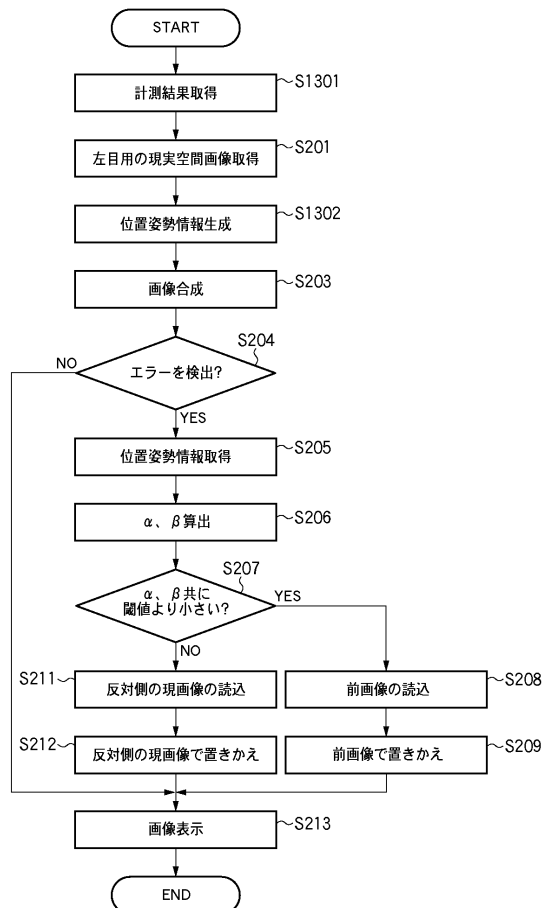 START
計測結果取得
S1301
左目用の現実空間画像取得
S201
位置姿勢情報生成
S1302
画像合成
S203
S204
エラーを検出?
NO
YES
位置姿勢情報取得
S205
α、β算出
S206
S207
α、β共に
閾値より小さい?
YES
NO
S211
反対側の現画像の読込
前画像の読込
S208
S212
反対側の現画像で置きかえ
前画像で置きかえ
S209
画像表示
S213
END